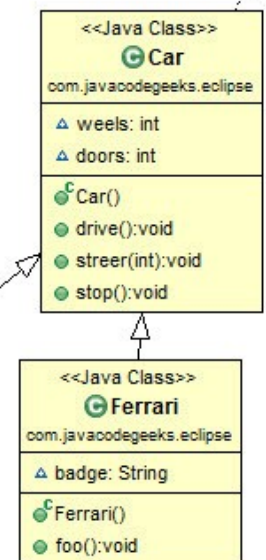 <<Java Class>>
Car
com.javacodegeeks.eclipse
weels: int
doors: int
Car()
drive():void
streer(int):void
stop():void
<<Java Class>>
Ferrari
com.javacodegeeks.eclipse
badge: String
Ferrari()
foo():void